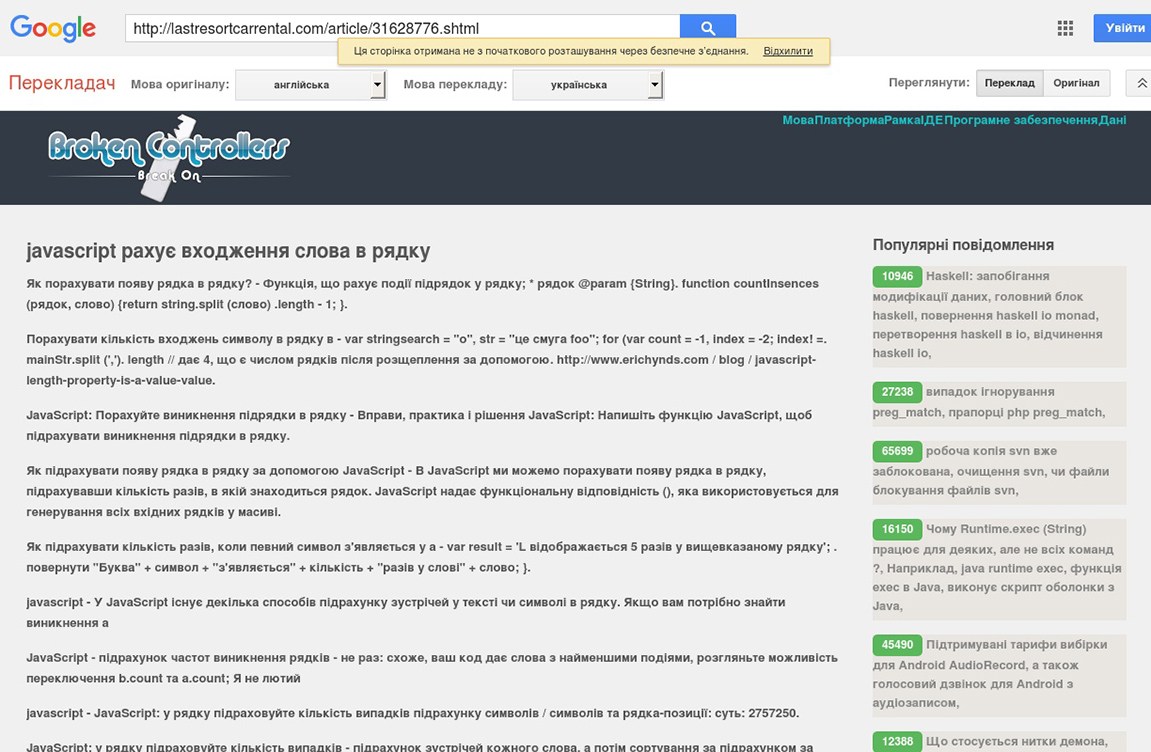 Google
http://lastresortcarrental.com/article/31628776.shtml
Увійти
Ця сторінка отримана не з початкового розташування через безпечне з'єднання. Відхилити
Перекладач
Мова оригіналу: англійська Мова перекладу: українська
Переглянути: Переклад Оригінал
МоваПлатформаРамкаІДЕПрограмне забезпеченняДані
Broken Controllers
Break On
javascript рахує входження слова в рядку
Як порахувати появу рядка в рядку? - Функція, що рахує події підрядок у рядку; * рядок @param {String}. function countInsences
(рядок, слово) {return string.split (слово) .length - 1; }.
Порахувати кількість входжень символу в рядку в - var stringsearch = "o", str = "це смуга foo"; for (var count = -1, index = -2; index! =.
mainStr.split (','). length // дає 4, що є числом рядків після розщеплення за допомогою. http://www.erichynds.com / blog / javascript-
length-property-is-a-value-value.
JavaScript: Порахуйте виникнення підрядки в рядку - Вправи, практика і рішення JavaScript: Напишіть функцію JavaScript, щоб
підрахувати виникнення підрядки в рядку.
Як підрахувати появу рядка в рядку за допомогою JavaScript - В JavaScript ми можемо порахувати появу рядка в рядку,
підрахувавши кількість разів, в якій знаходиться рядок. JavaScript надає функціональну відповідність (), яка використовується для
генерування всіх вхідних рядків у масиві.
Як підрахувати кількість разів, коли певний символ з'являється у a - var result = 'L відображається 5 разів у вищевказаному рядку'; .
повернути "Буква" + символ + "з'являється" + кількість + "разів у слові" + слово; }.
javascript - У JavaScript існує декілька способів підрахунку зустрічей у тексті чи символі в рядку. Якщо вам потрібно знайти
виникнення а
JavaScript - підрахунок частот виникнення рядків - не раз: схоже, ваш код дає слова з найменшими подіями, розгляньте можливість
переключення b.count та a.count; Я не лютий
javascript - JavaScript: у рядку підраховуйте кількість випадків підрахунку символів / символів та рядка-позиції: суть: 2757250.
JavaScript: у рядку підраховуйте кількість випадків - підрахунок зустрічей кожного слова, а потім сортування за підрахунком за
Популярні повідомлення
10946 Haskell: запобігання
модифікації даних, головний блок
haskell, повернення haskell io monad,
перетворення haskell в io, відчинення
haskell io,
27238 випадок ігнорування
preg_match, прапорці php preg_match,
65699 робоча копія svn вже
заблокована, очищення svn, чи файли
блокування файлів svn,
16150 Чому Runtime.exec (String)
працює для деяких, але не всіх команд
?, Наприклад, java runtime exec, функція
exec в Java, виконує скрипт оболонки з
Java,
45490 Підтримувані тарифи вибірки
для Android AudioRecord, а також
голосовий дзвінок для Android з
аудіозаписом,
12388 Що стосується нитки демона,